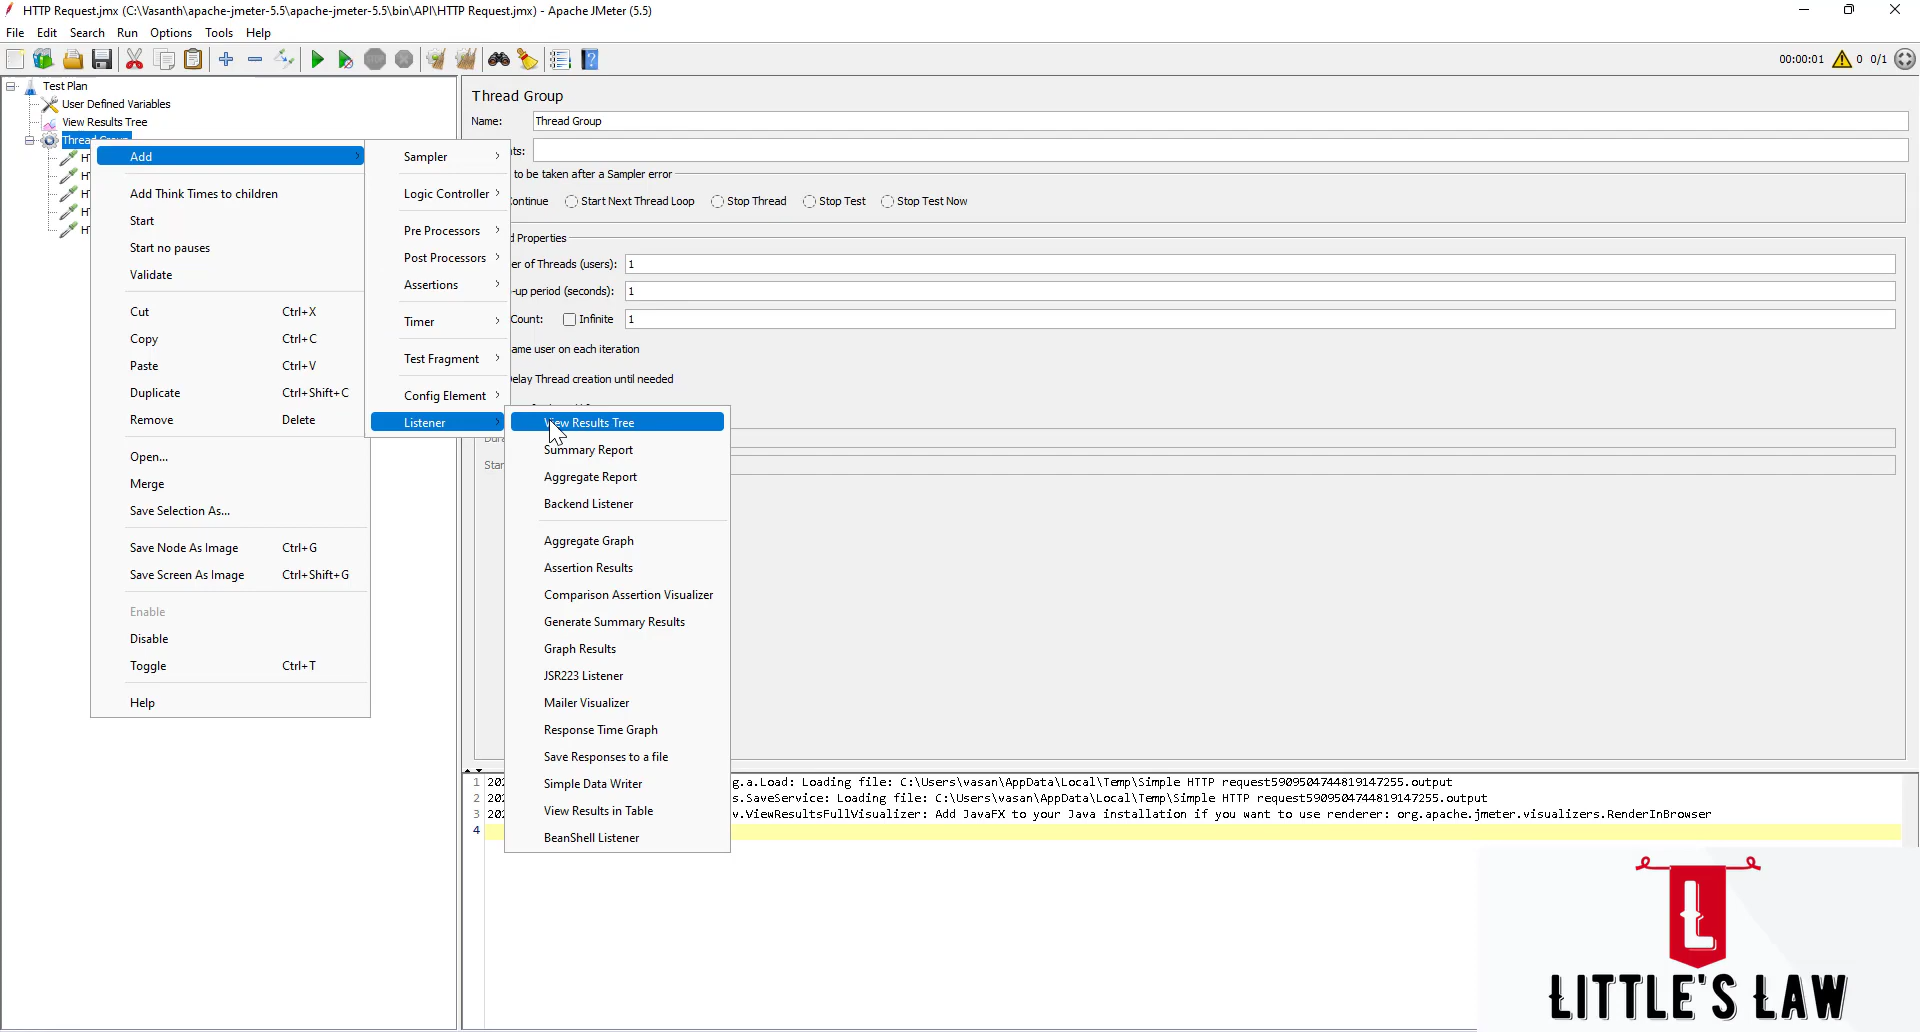 HTTP Request.jmx (C:\Vasanth\apache-jmeter-5.5\apache-jmeter-5.5\bin\API\HTTP Request.jmx) - Apache JMeter (5.5)
File Edit Search Run Options Tools Help
00:00:01 0 0/1
Test Plan
User Defined Variables
View Results Tree
Thread Group
Thread Group
Name: Thread Group
to be taken after a Sampler error
Start Next Thread Loop Stop Thread Stop Test Stop Test Now
Properties
of Threads (users): 1
-up period (seconds): 1
Count: Infinite 1
user on each iteration
Thread creation until needed
Add
Add Think Times to children
Start
Start no pauses
Validate
Cut Ctrl+X
Copy Ctrl+C
Paste Ctrl+V
Duplicate Ctrl+Shift+C
Remove Delete
Open...
Merge
Save Selection As...
Save Node As Image Ctrl+G
Save Screen As Image Ctrl+Shift+G
Enable
Disable
Toggle Ctrl+T
Help
Sampler
Logic Controller
Pre Processors
Post Processors
Assertions
Timer
Test Fragment
Config Element
Listener
View Results Tree
Summary Report
Aggregate Report
Backend Listener
Aggregate Graph
Assertion Results
Comparison Assertion Visualizer
Generate Summary Results
Graph Results
JSR223 Listener
Mailer Visualizer
Response Time Graph
Save Responses to a file
Simple Data Writer
View Results in Table
BeanShell Listener
1 g.a.Load: Loading file: C:\Users\vasan\AppData\Local\Temp\Simple HTTP request5909504744819147255.output
2 s.SaveService: Loading file: C:\Users\vasan\AppData\Local\Temp\Simple HTTP request5909504744819147255.output
3 v.ViewResultsFullVisualizer: Add JavaFX to your Java installation if you want to use renderer: org.apache.jmeter.visualizers.RenderInBrowser
4
L
LITTLE'S LAW